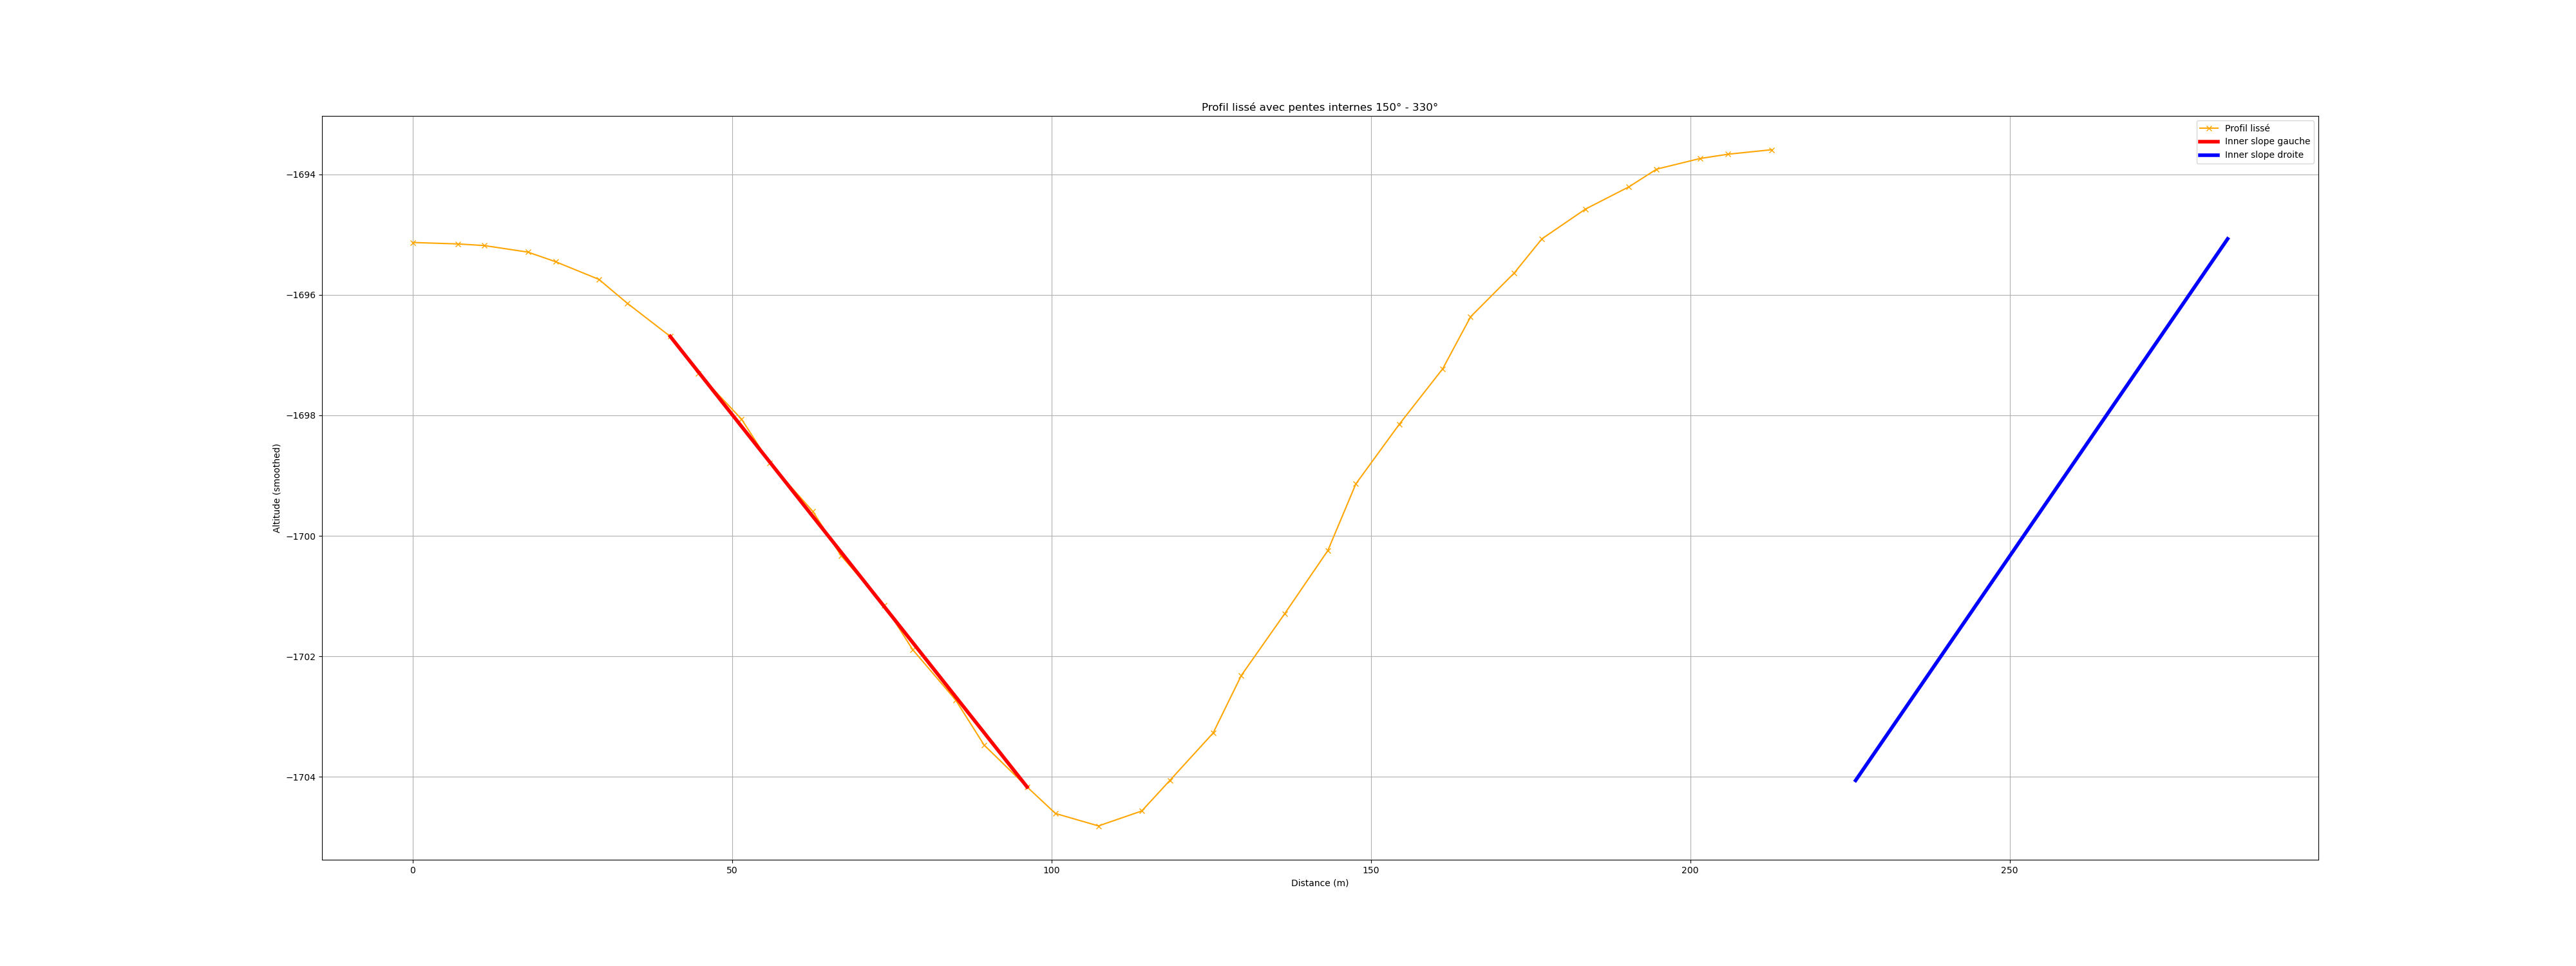 Profil lissé avec pentes internes 150° - 330°
Profil lissé
Inner slope gauche
Inner slope droite
−1694
−1696
−1698
−1700
−1702
−1704
Altitude (smoothed)
0 50 100 150 200 250
Distance (m)